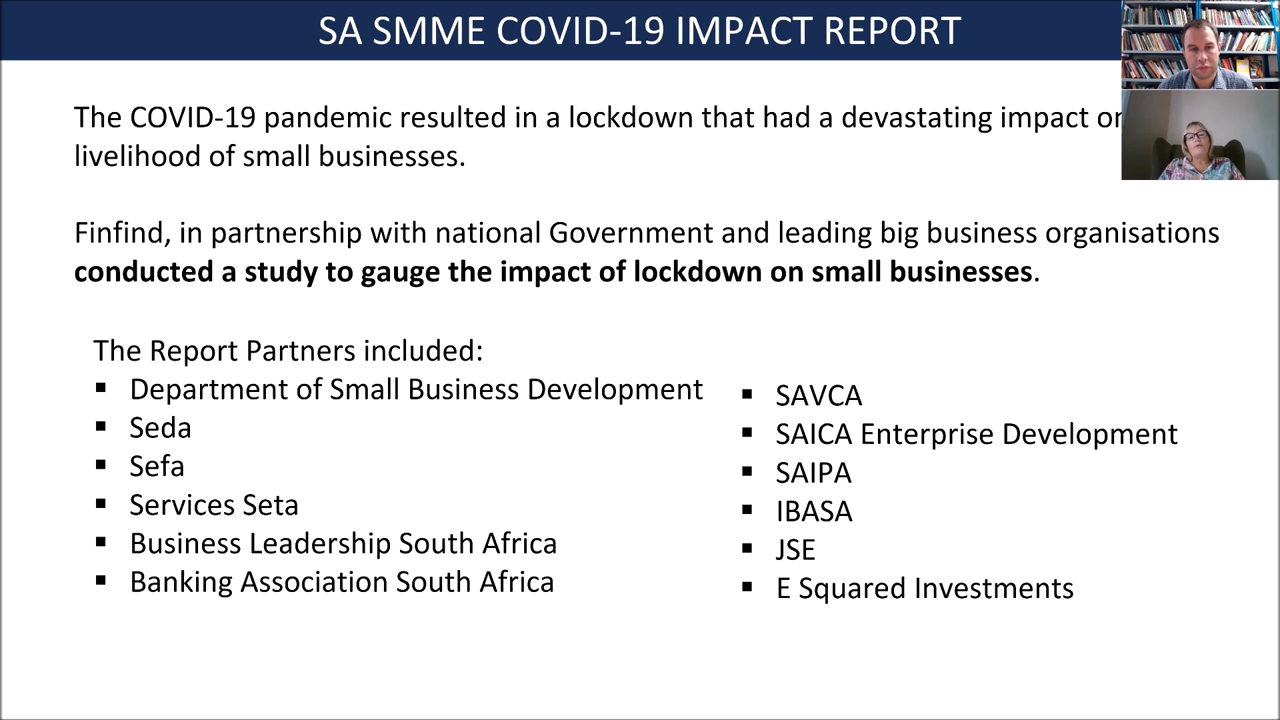 SA SMME COVID-19 IMPACT REPORT
The COVID-19 pandemic resulted in a lockdown that had a devastating impact
livelihood of small businesses.
Finfind, in partnership with national Government and leading big business organisations
conducted a study to gauge the impact of lockdown on small businesses.
The Report Partners included:
▪ Department of Small Business Development
▪ Seda
▪ Sefa
▪ Services Seta
▪ Business Leadership South Africa
▪ Banking Association South Africa
▪ SAVCA
▪ SAICA Enterprise Development
▪ SAIPA
▪ IBASA
▪ JSE
▪ E Squared Investments